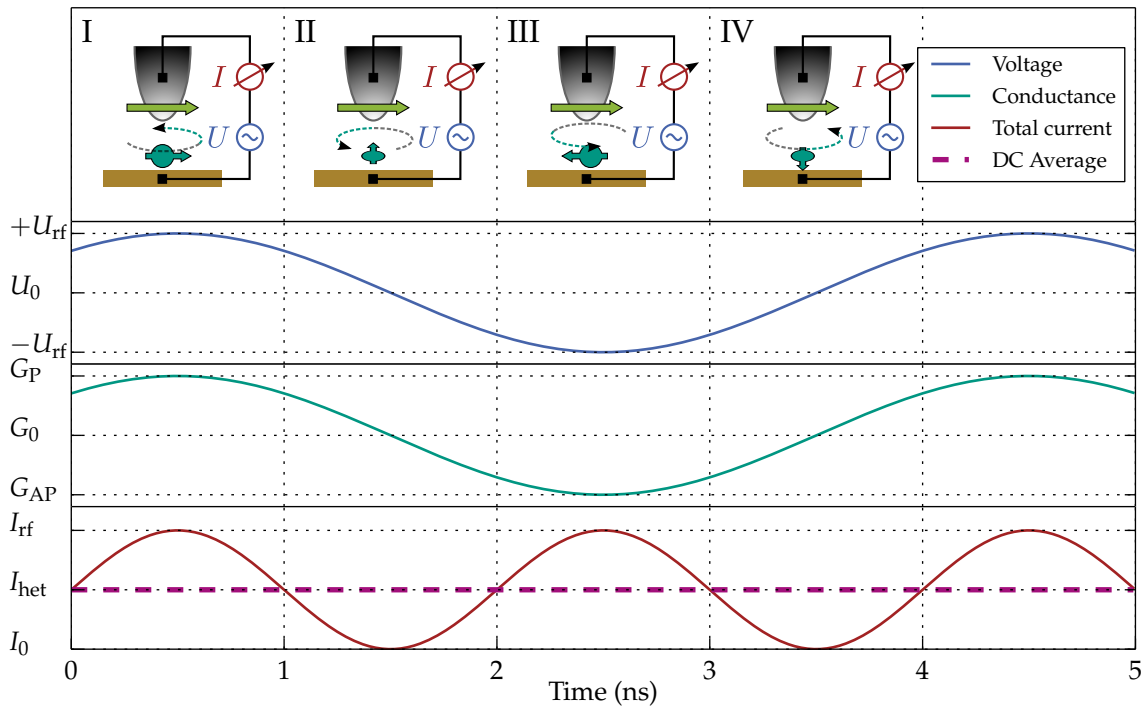 I II III IV
I I I I
U U U U
Voltage
Conductance
Total current
DC Average
+U_rf
U_0
−U_rf
G_P
G_0
G_AP
I_rf
I_het
I_0
0 1 2 3 4 5
Time (ns)